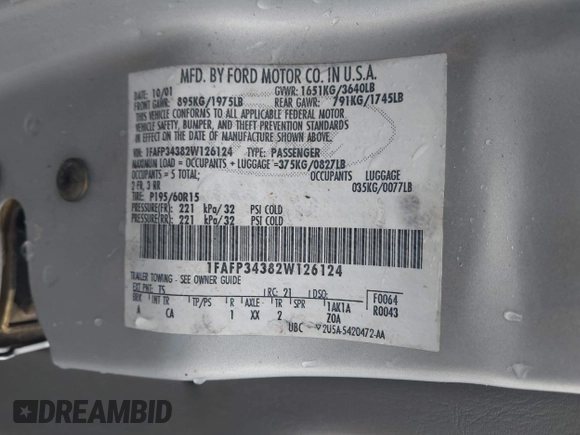 MFD. BY FORD MOTOR CO. IN U.S.A.
DATE: 10/01 GVWR: 1651KG/3640LB
FRONT GAWR: 895KG/1975LB REAR GAWR: 791KG/1745LB
THIS VEHICLE CONFORMS TO ALL APPLICABLE FEDERAL MOTOR
VEHICLE SAFETY, BUMPER, AND THEFT PREVENTION STANDARDS
IN EFFECT ON THE DATE OF MANUFACTURE SHOWN ABOVE.
VIN: 1FAFP34382W126124 TYPE: PASSENGER
MAXIMUM LOAD = OCCUPANTS + LUGGAGE =375KG/0827LB
OCCUPANTS = 5 TOTAL; OCCUPANTS LUGGAGE
2 FR, 3 RR 035KG/0077LB
TIRE: P195/60R15
PRESSURE(FR): 221 kPa/32 PSI COLD
PRESSURE(RR): 221 kPa/32 PSI COLD
1FAFP34382W126124
TRAILER TOWING - SEE OWNER GUIDE
EXT PNT: TS RC: 21 DSO:
BRK INT TR TP/PS R AXLE TR SPR 1AK1A F0064
A CA 1 XX 2 Z0A R0043
UBC 2U5A-5420472-AA
DREAMBID